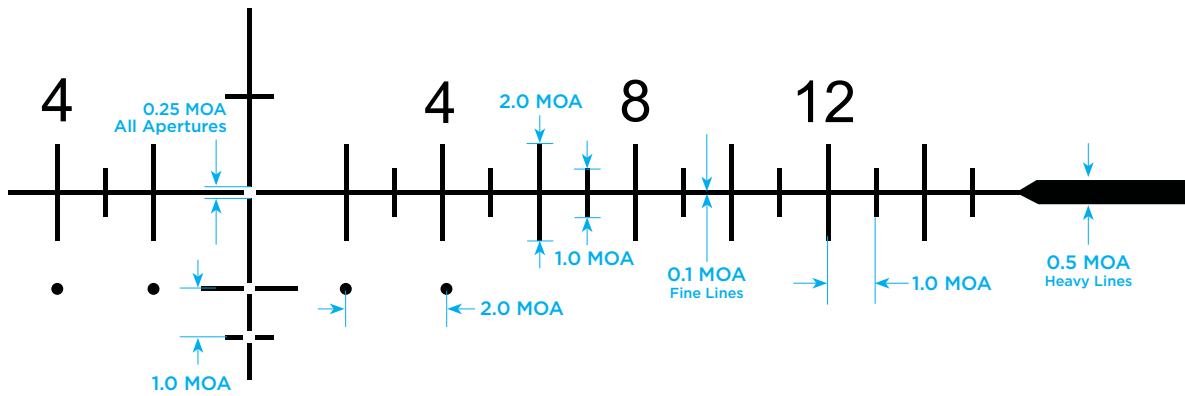 4
4
8
12
0.25 MOA
All Apertures
2.0 MOA
1.0 MOA
0.1 MOA
Fine Lines
1.0 MOA
0.5 MOA
Heavy Lines
2.0 MOA
1.0 MOA